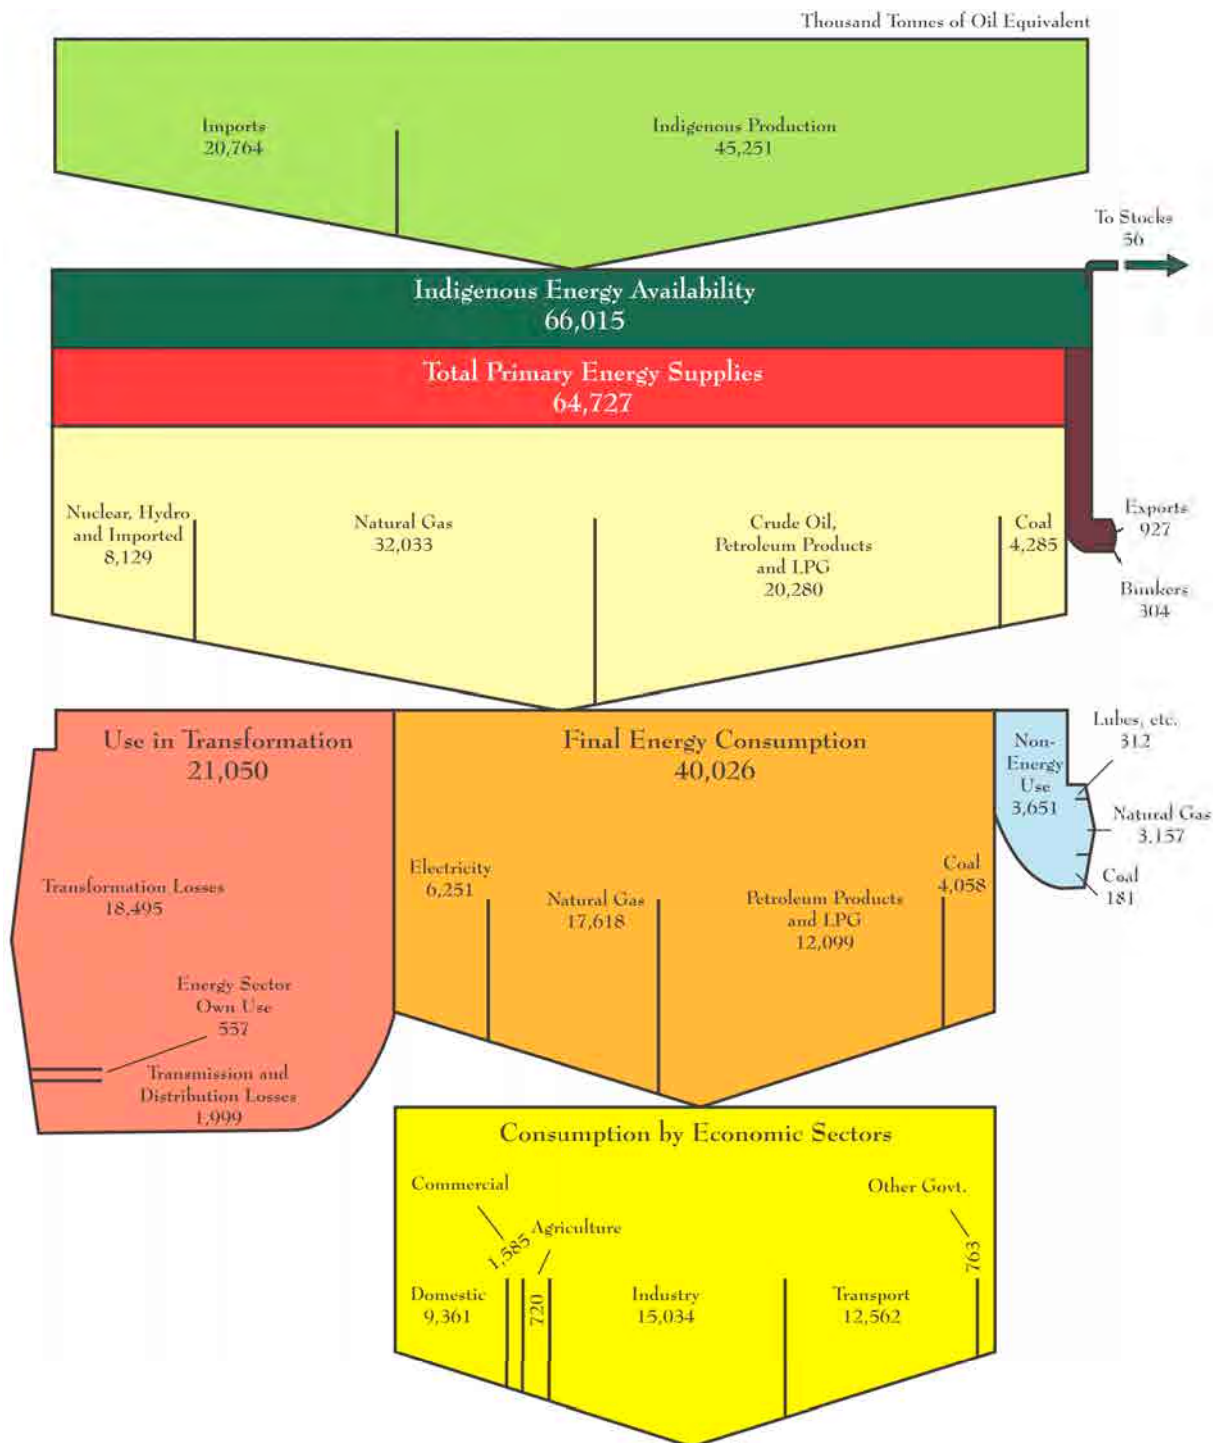 Thousand Tonnes of Oil Equivalent
Imports
20,764
Indigenous Production
45,251
To Stocks
56
Indigenous Energy Availability
66,015
Total Primary Energy Supplies
64,727
Nuclear, Hydro
and Imported
8,129
Natural Gas
32,033
Crude Oil,
Petroleum Products
and LPG
20,280
Coal
4,285
Exports
927
Bunkers
304
Use in Transformation
21,050
Final Energy Consumption
40,026
Non-
Energy
Use
3,651
Lubes, etc.
312
Natural Gas
3,157
Coal
181
Transformation Losses
18,495
Energy Sector
Own Use
557
Transmission and
Distribution Losses
1,999
Electricity
6,251
Natural Gas
17,618
Petroleum Products
and LPG
12,099
Coal
4,058
Consumption by Economic Sectors
Commercial
1,585
Agriculture
720
Other Govt.
763
Domestic
9,361
Industry
15,034
Transport
12,562